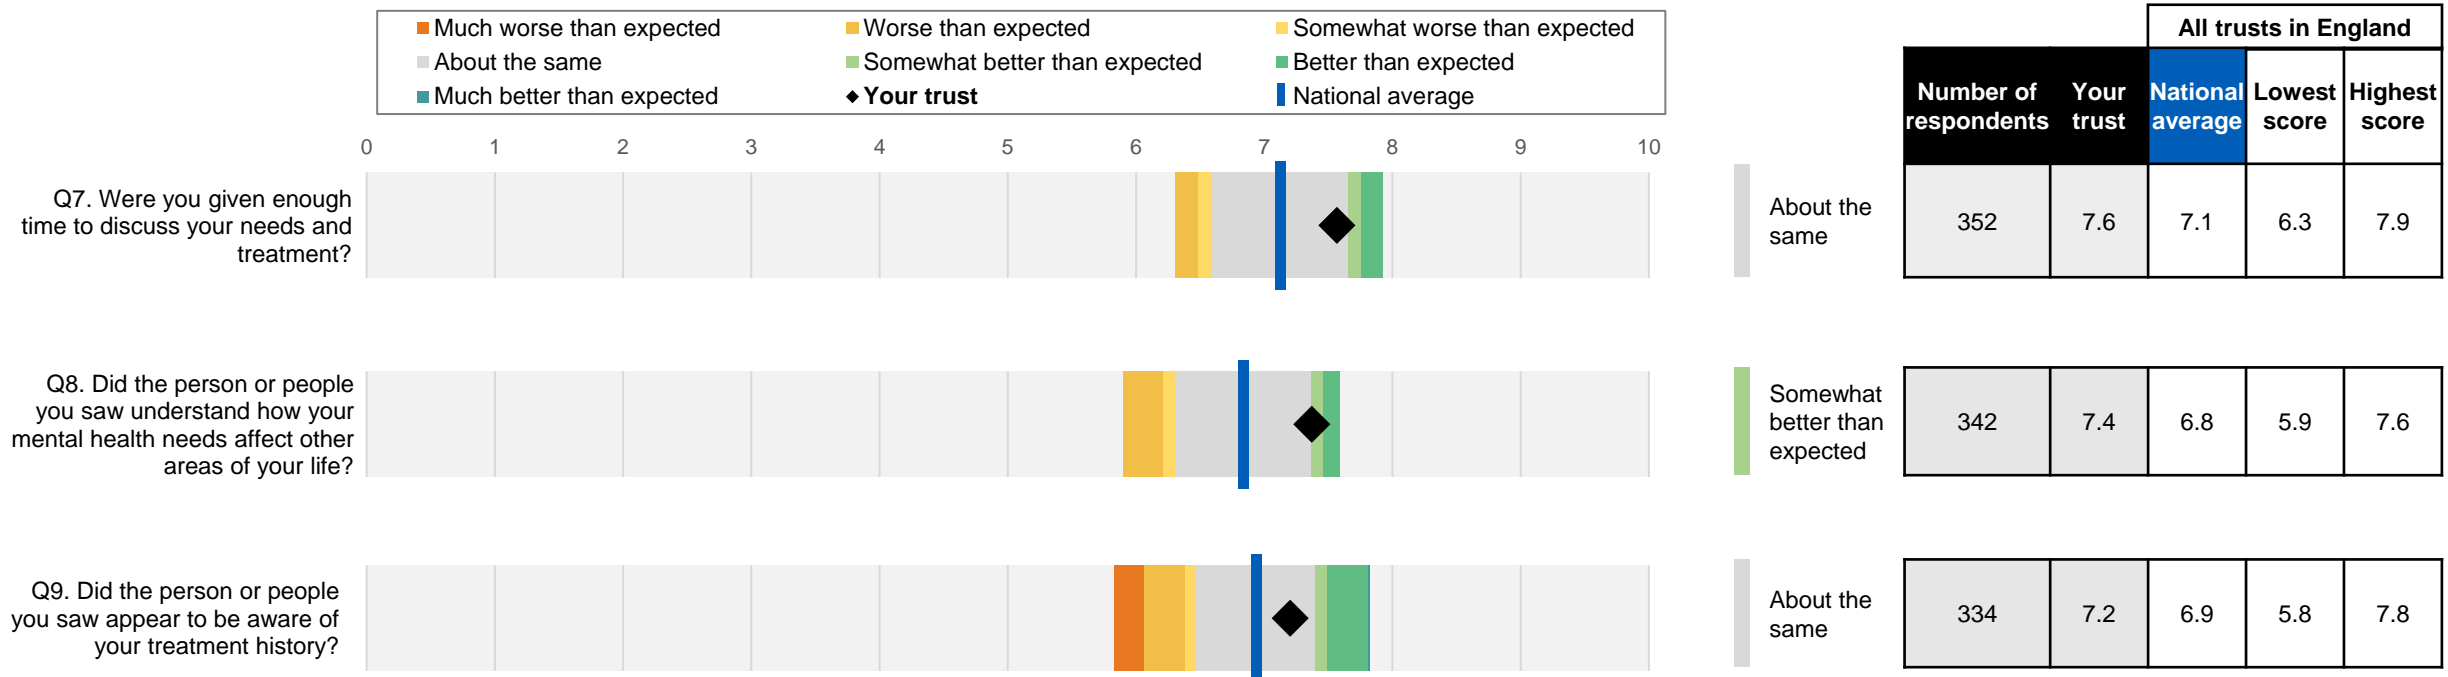 Much worse than expected
Worse than expected
Somewhat worse than expected
About the same
Somewhat better than expected
Better than expected
Much better than expected
Your trust
National average
All trusts in England
Number of
respondents
Your
trust
National
average
Lowest
score
Highest
score
0 1 2 3 4 5 6 7 8 9 10
Q7. Were you given enough
time to discuss your needs and
treatment?
About the
same
352 7.6 7.1 6.3 7.9
Q8. Did the person or people
you saw understand how your
mental health needs affect other
areas of your life?
Somewhat
better than
expected
342 7.4 6.8 5.9 7.6
Q9. Did the person or people
you saw appear to be aware of
your treatment history?
About the
same
334 7.2 6.9 5.8 7.8